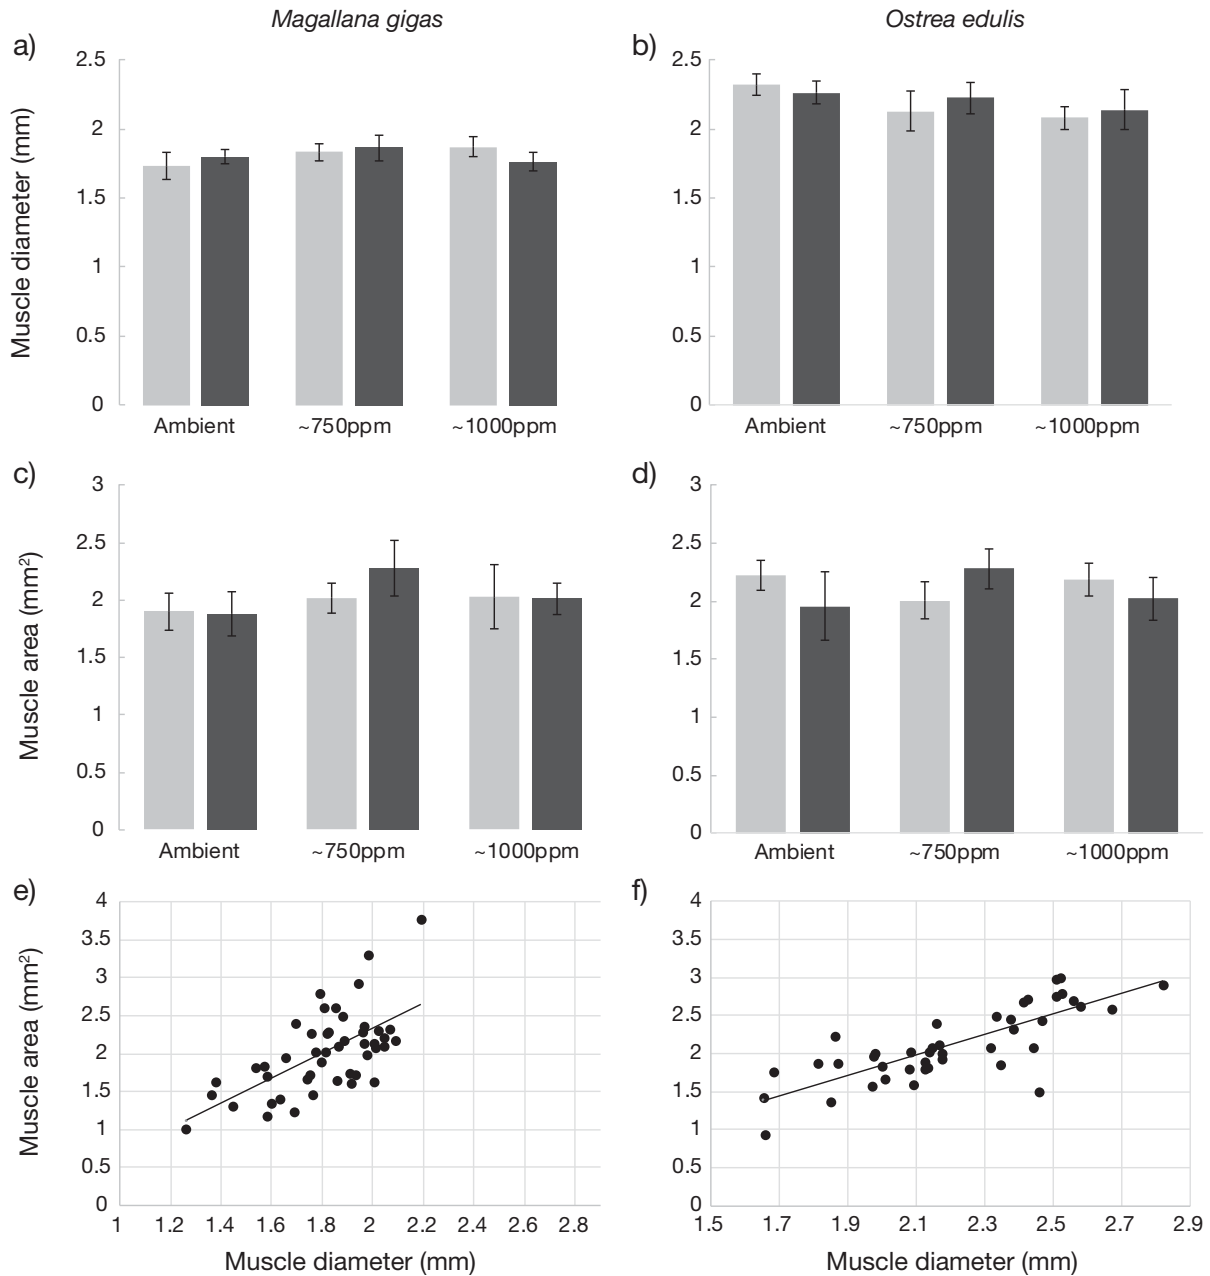 Magallana gigas
Ostrea edulis
a)
b)
Muscle diameter (mm)
2.5
2
1.5
1
0.5
0
Ambient
~750ppm
~1000ppm
2.5
2
1.5
1
0.5
0
Ambient
~750ppm
~1000ppm
c)
d)
Muscle area (mm²)
3
2.5
2
1.5
1
0.5
0
Ambient
~750ppm
~1000ppm
3
2.5
2
1.5
1
0.5
0
Ambient
~750ppm
~1000ppm
e)
f)
Muscle area (mm²)
4
3.5
3
2.5
2
1.5
1
0.5
0
1 1.2 1.4 1.6 1.8 2 2.2 2.4 2.6 2.8
Muscle diameter (mm)
4
3.5
3
2.5
2
1.5
1
0.5
0
1.5 1.7 1.9 2.1 2.3 2.5 2.7 2.9
Muscle diameter (mm)